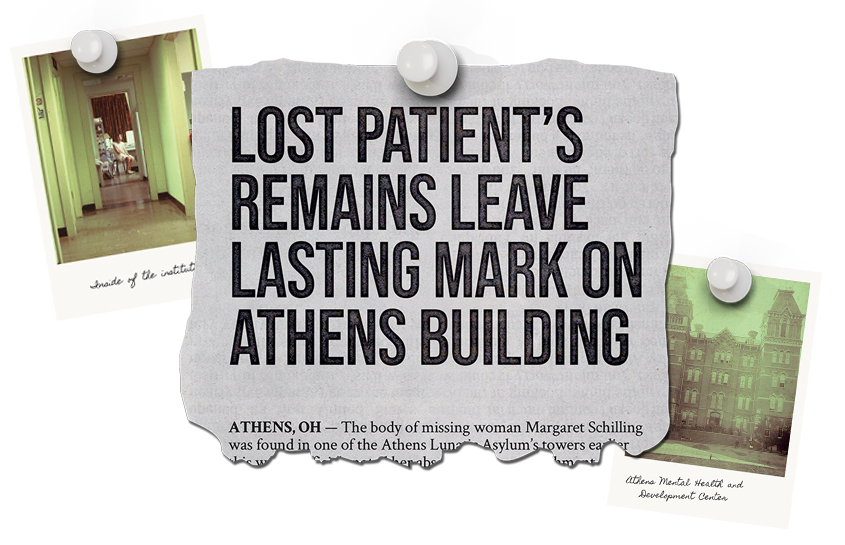 LOST PATIENT’S
REMAINS LEAVE
LASTING MARK ON
ATHENS BUILDING
ATHENS, OH — The body of missing woman Margaret Schilling
was found in one of the Athens Lunatic Asylum’s towers earlier
Inside of the
Athens Mental Health and
Development Center